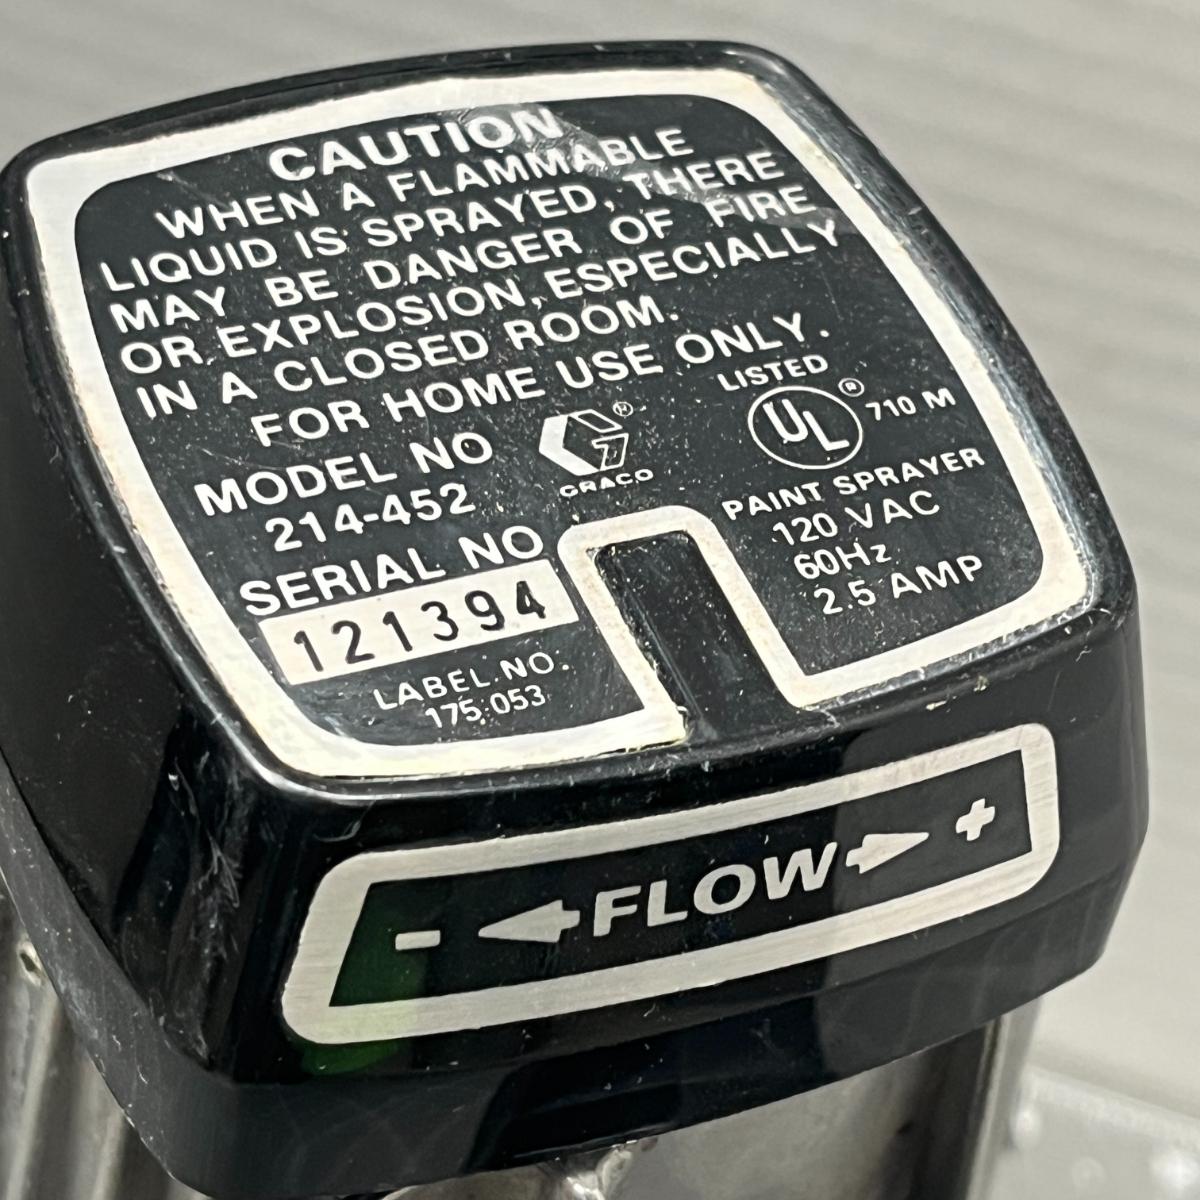 CAUTION
WHEN A FLAMMABLE
LIQUID IS SPRAYED, THERE
MAY BE DANGER OF FIRE
OR EXPLOSION, ESPECIALLY
IN A CLOSED ROOM.
FOR HOME USE ONLY.
MODEL NO
214-452
SERIAL NO
121394
LABEL NO.
175 053
®
GRACO
LISTED
UL ®
710 M
PAINT SPRAYER
120 VAC
60Hz
2.5 AMP
- FLOW +